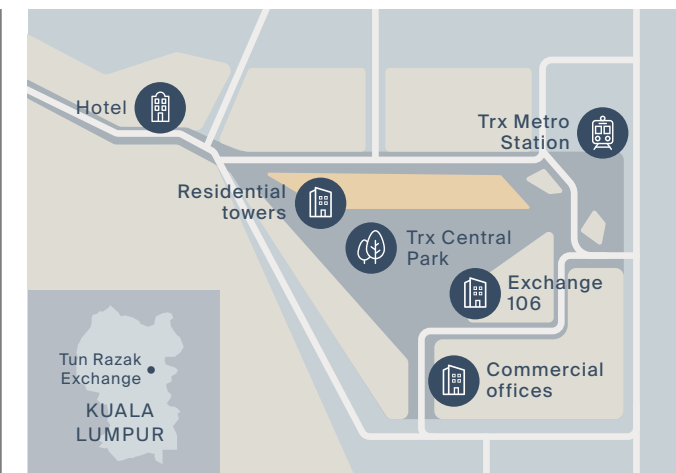 Hotel
Trx Metro
Station
Residential
towers
Trx Central
Park
Exchange
106
Commercial
offices
Tun Razak
Exchange
KUALA
LUMPUR